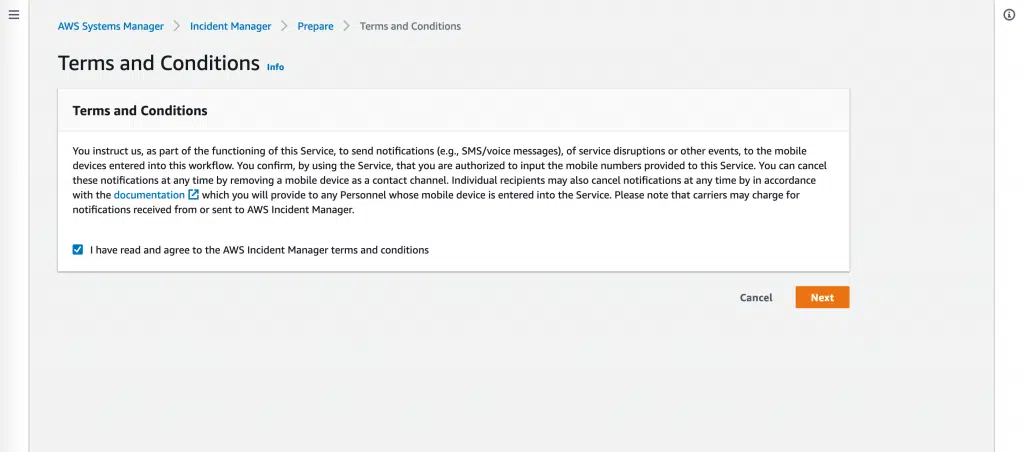 AWS Systems Manager > Incident Manager > Prepare > Terms and Conditions
Terms and Conditions Info
Terms and Conditions
You instruct us, as part of the functioning of this Service, to send notifications (e.g., SMS/voice messages), of service disruptions or other events, to the mobile
devices entered into this workflow. You confirm, by using the Service, that you are authorized to input the mobile numbers provided to this Service. You can cancel
these notifications at any time by removing a mobile device as a contact channel. Individual recipients may also cancel notifications at any time by in accordance
with the documentation which you will provide to any Personnel whose mobile device is entered into the Service. Please note that carriers may charge for
notifications received from or sent to AWS Incident Manager.
I have read and agree to the AWS Incident Manager terms and conditions
Cancel Next